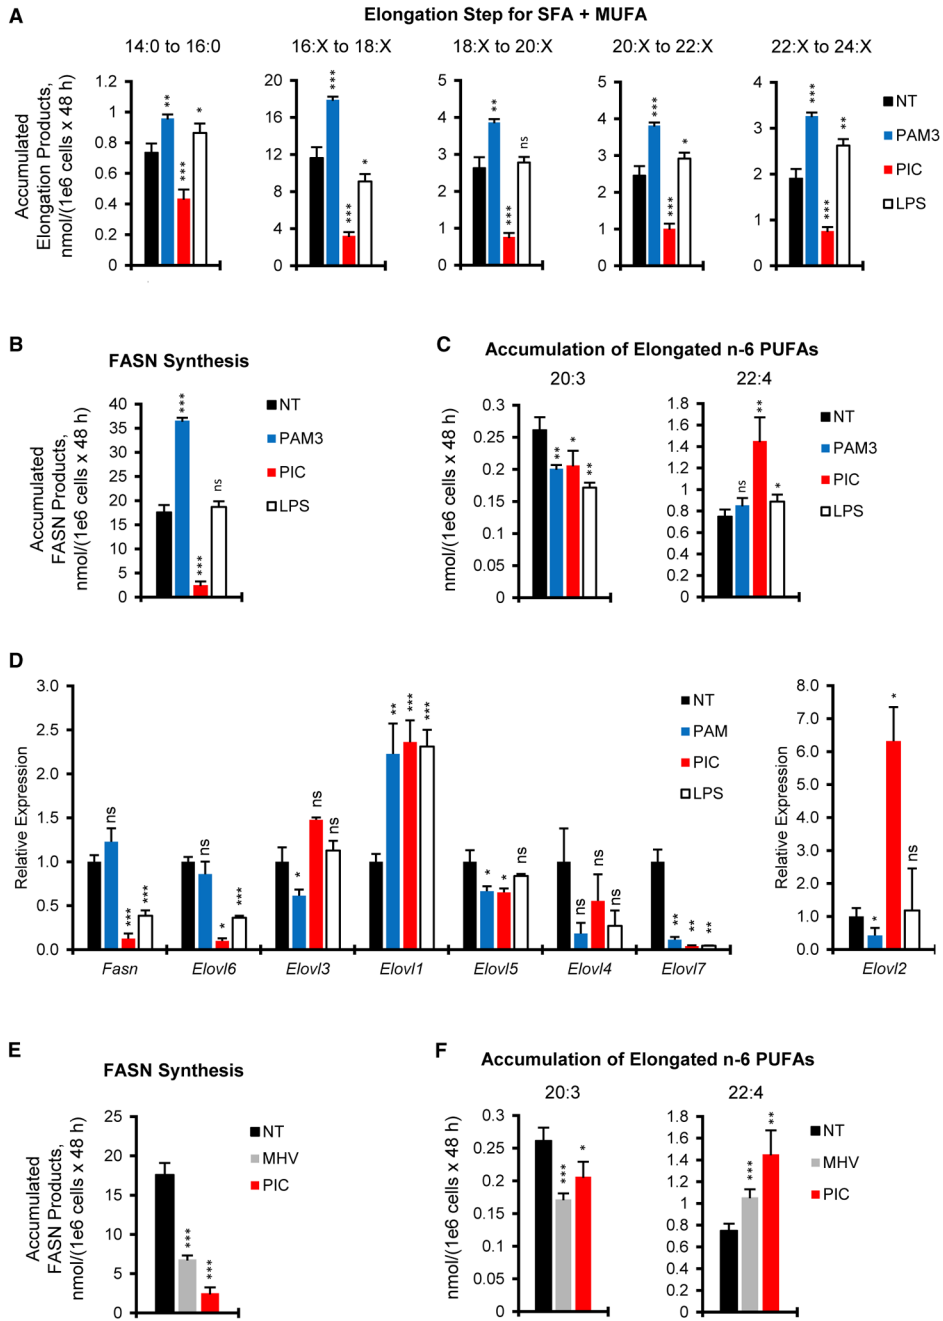 A
Elongation Step for SFA + MUFA
14:0 to 16:0
16:X to 18:X
18:X to 20:X
20:X to 22:X
22:X to 24:X
Accumulated
Elongation Products,
nmol/(1e6 cells x 48 h)
1.2
1
0.8
0.6
0.4
0.2
0
** *** *
20
16
12
8
4
0
*** *** *
5
4
3
2
1
0
** *** ns
5
4
3
2
1
0
*** *** *
4
3
2
1
0
*** *** **
NT
PAM3
PIC
LPS
B
FASN Synthesis
Accumulated
FASN Products,
nmol/(1e6 cells x 48 h)
40
35
30
25
20
15
10
5
0
*** *** ns
NT
PAM3
PIC
LPS
C
Accumulation of Elongated n-6 PUFAs
20:3
22:4
nmol/(1e6 cells x 48 h)
0.3
0.25
0.2
0.15
0.1
0.05
0
** * **
1.8
1.6
1.4
1.2
1
0.8
0.6
0.4
0.2
0
ns ** *
NT
PAM3
PIC
LPS
D
Relative Expression
3.0
2.5
2.0
1.5
1.0
0.5
0.0
ns *** ***
ns * ***
* ns ns
** *** ***
* * ns
ns ns ns
** ** **
Fasn Elovl6 Elovl3 Elovl1 Elovl5 Elovl4 Elovl7
NT
PAM
PIC
LPS
Relative Expression
8.0
7.0
6.0
5.0
4.0
3.0
2.0
1.0
0.0
* * ns
Elovl2
E
FASN Synthesis
Accumulated
FASN Products,
nmol/(1e6 cells x 48 h)
25
20
15
10
5
0
*** ***
NT
MHV
PIC
F
Accumulation of Elongated n-6 PUFAs
20:3
22:4
nmol/(1e6 cells x 48 h)
0.3
0.25
0.2
0.15
0.1
0.05
0
*** *
1.8
1.6
1.4
1.2
1
0.8
0.6
0.4
0.2
0
*** **
NT
MHV
PIC